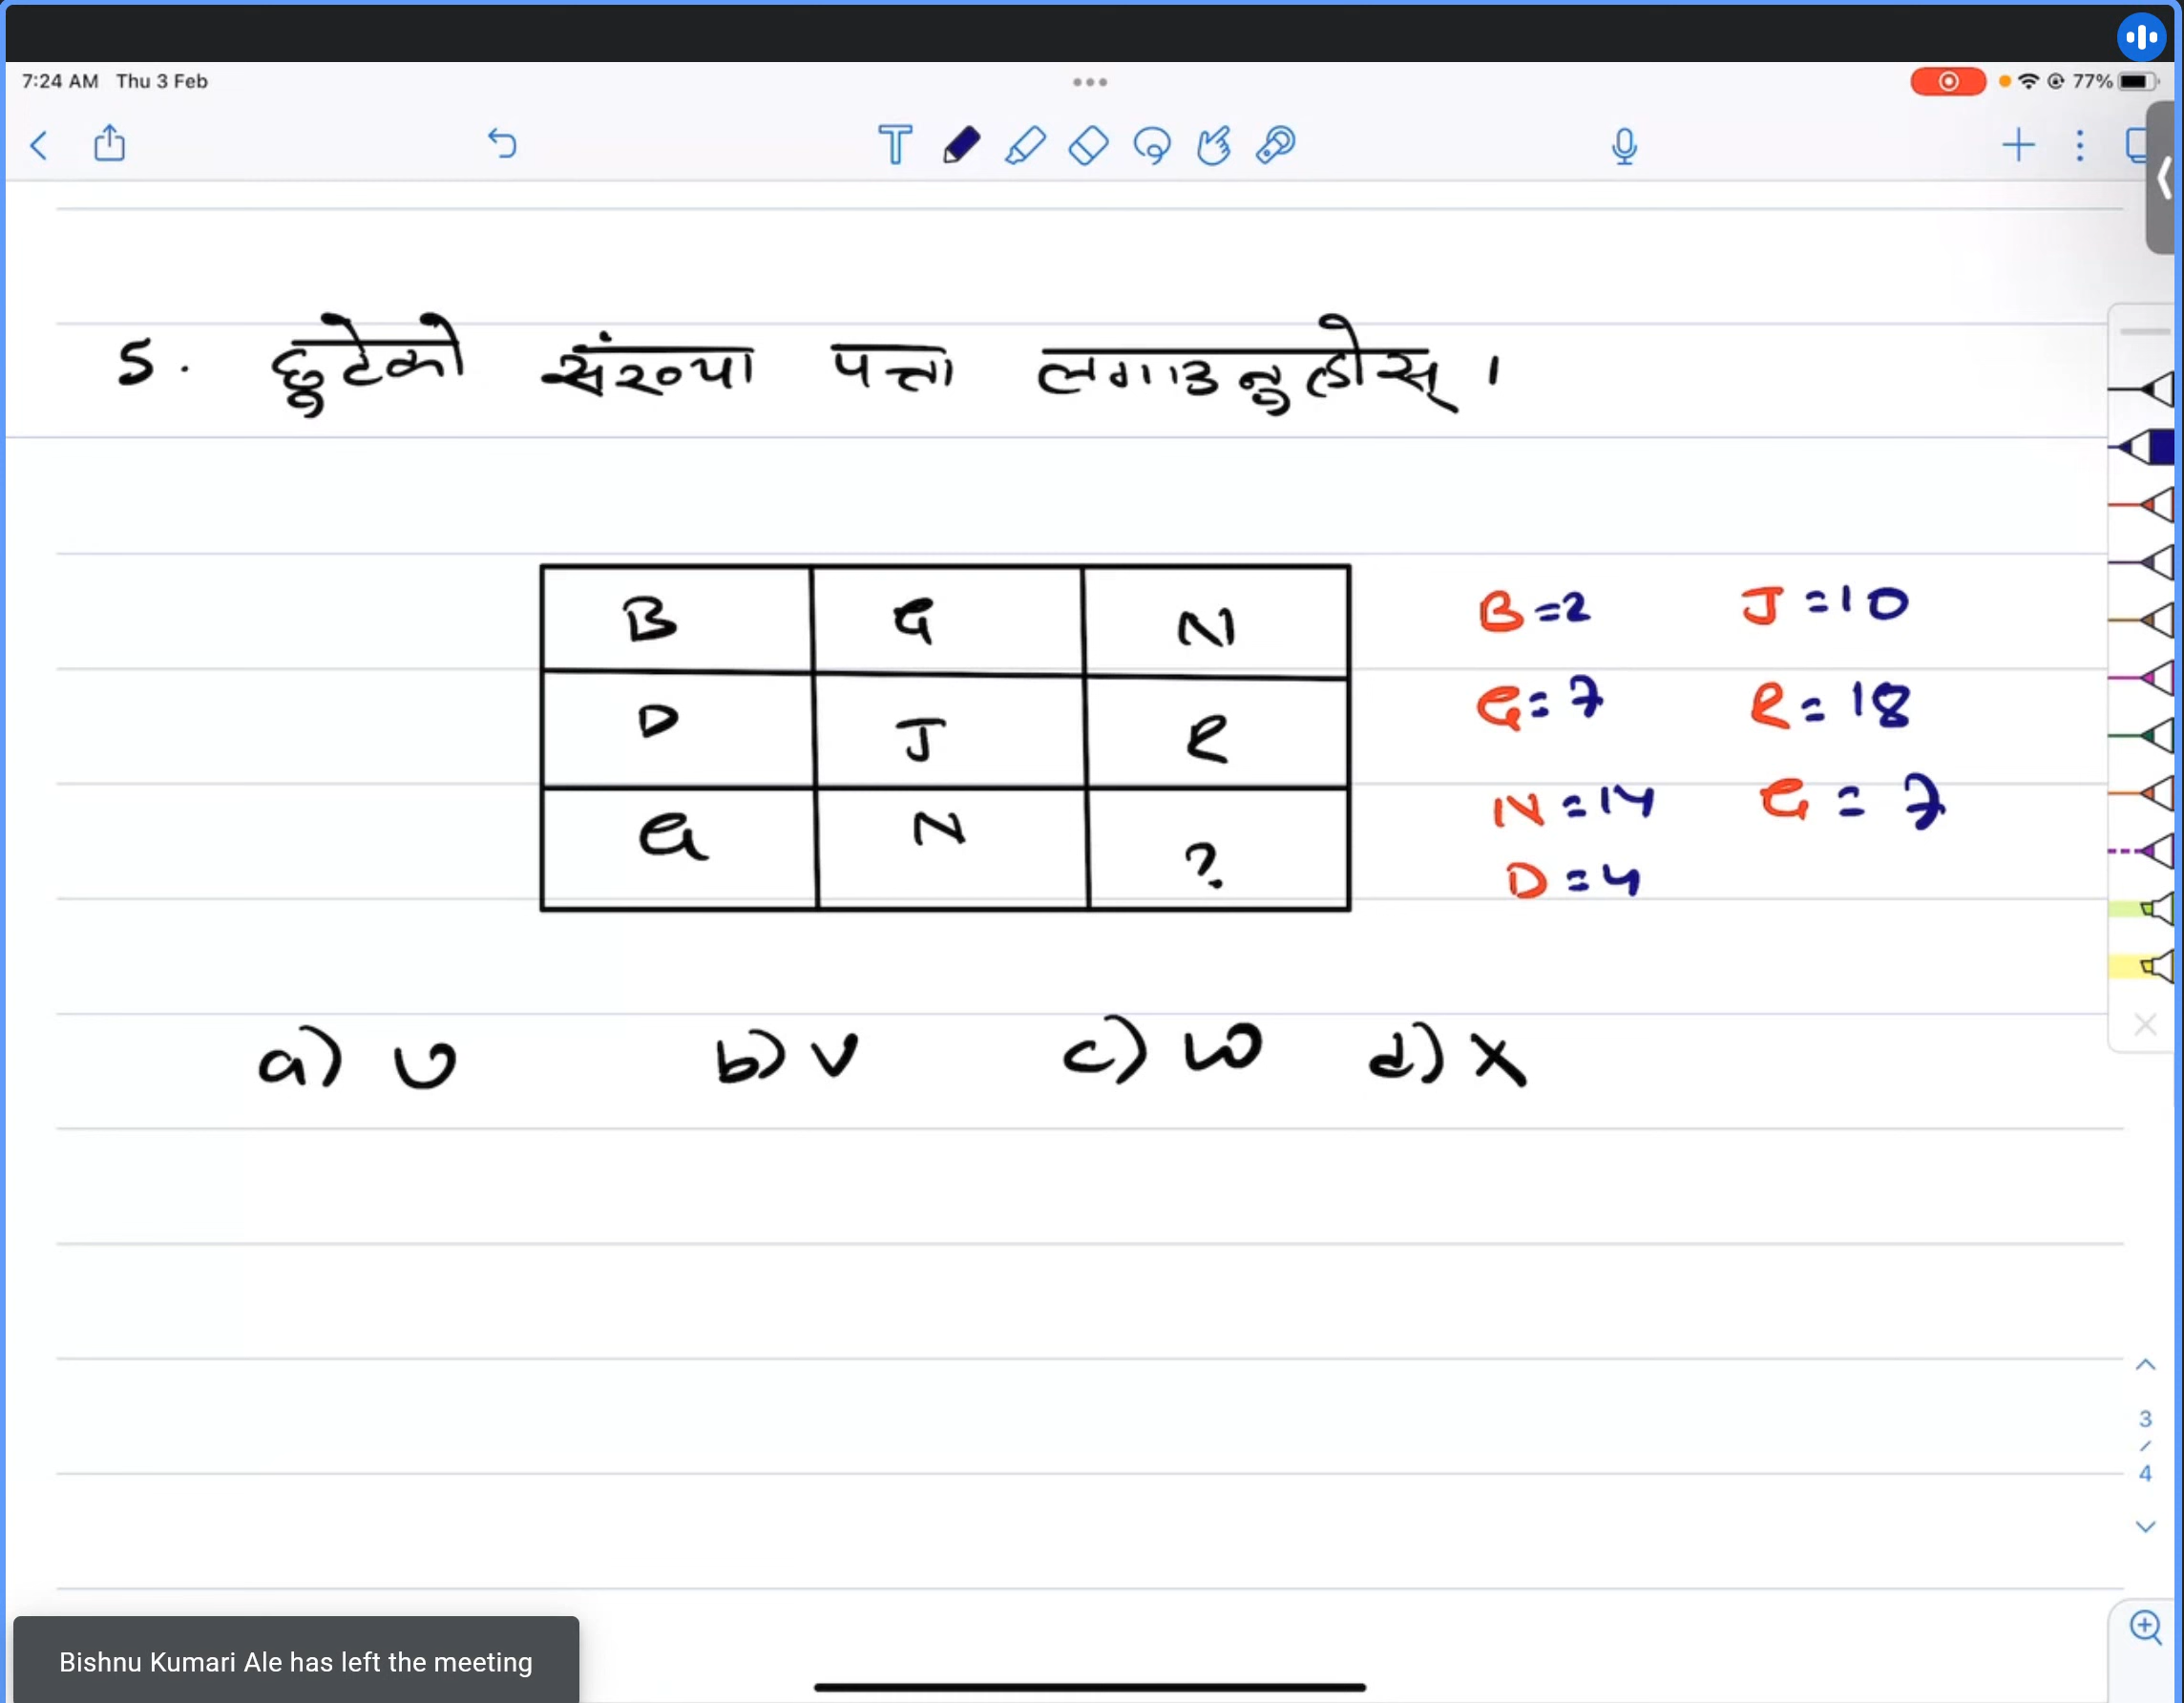 7:24 AM Thu 3 Feb
77%
5. छुटेको संख्या पत्ता लगाउनुहोस् ।
B G N
D J R
G N ?
B=2 J=10
G=7 R=18
N=14 G=7
D=4
a) U b) V c) W d) X
3
/
4
Bishnu Kumari Ale has left the meeting